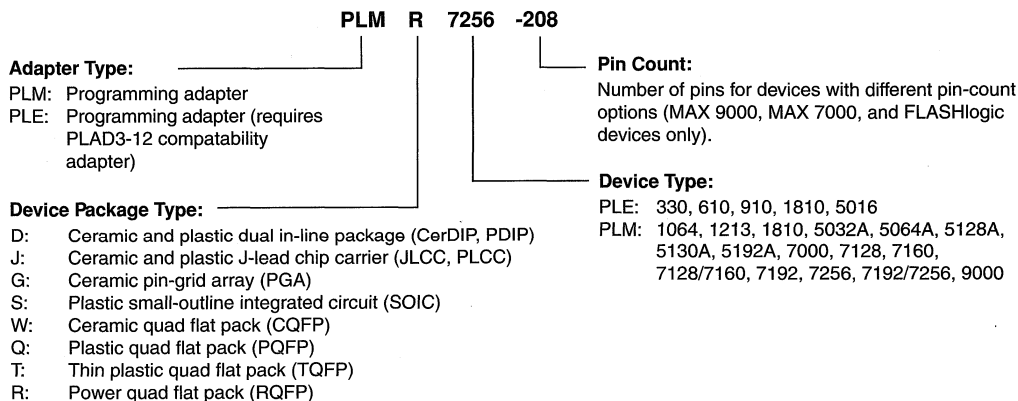 PLM R 7256 -208
Adapter Type:
PLM: Programming adapter
PLE: Programming adapter (requires
PLAD3-12 compatability
adapter)
Device Package Type:
D: Ceramic and plastic dual in-line package (CerDIP, PDIP)
J: Ceramic and plastic J-lead chip carrier (JLCC, PLCC)
G: Ceramic pin-grid array (PGA)
S: Plastic small-outline integrated circuit (SOIC)
W: Ceramic quad flat pack (CQFP)
Q: Plastic quad flat pack (PQFP)
T: Thin plastic quad flat pack (TQFP)
R: Power quad flat pack (RQFP)
Pin Count:
Number of pins for devices with different pin-count
options (MAX 9000, MAX 7000, and FLASHlogic
devices only).
Device Type:
PLE: 330, 610, 910, 1810, 5016
PLM: 1064, 1213, 1810, 5032A, 5064A, 5128A,
5130A, 5192A, 7000, 7128, 7160,
7128/7160, 7192, 7256, 7192/7256, 9000